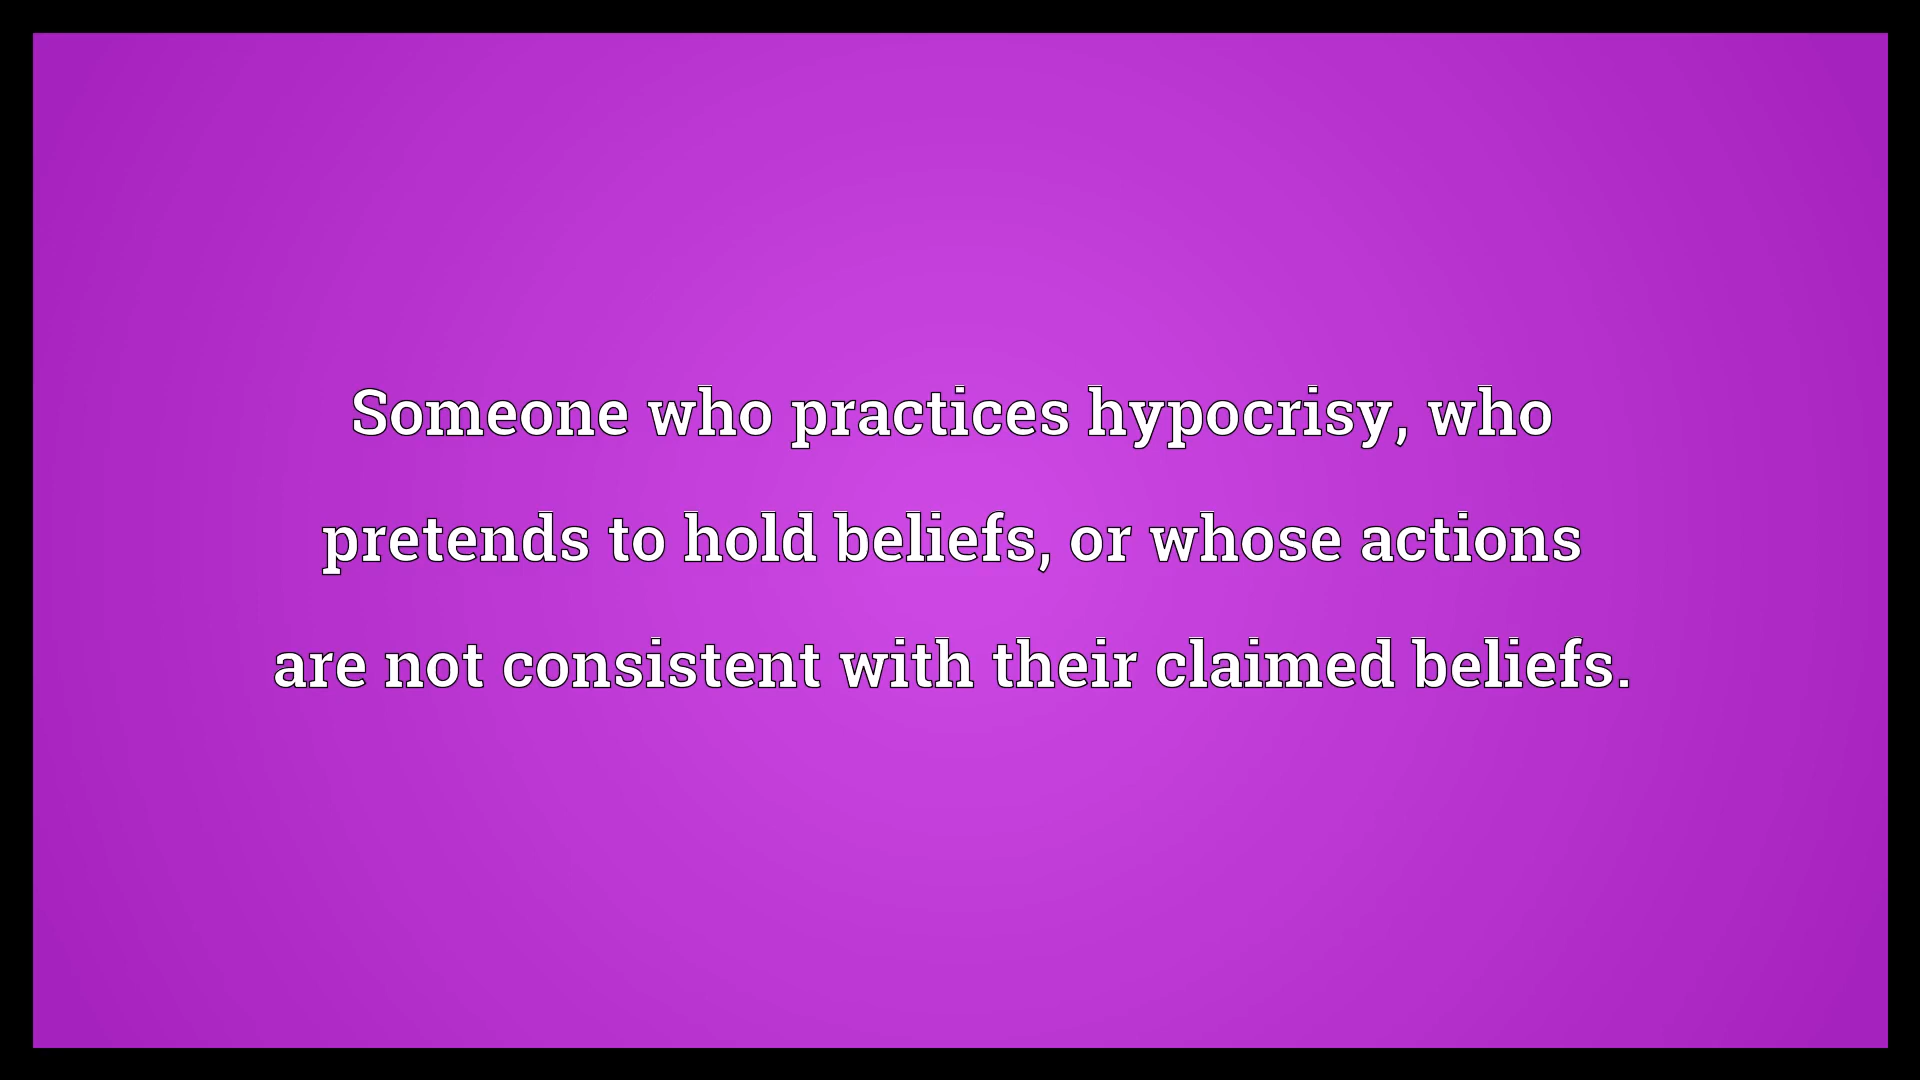 Someone who practices hypocrisy, who
pretends to hold beliefs, or whose actions
are not consistent with their claimed beliefs.